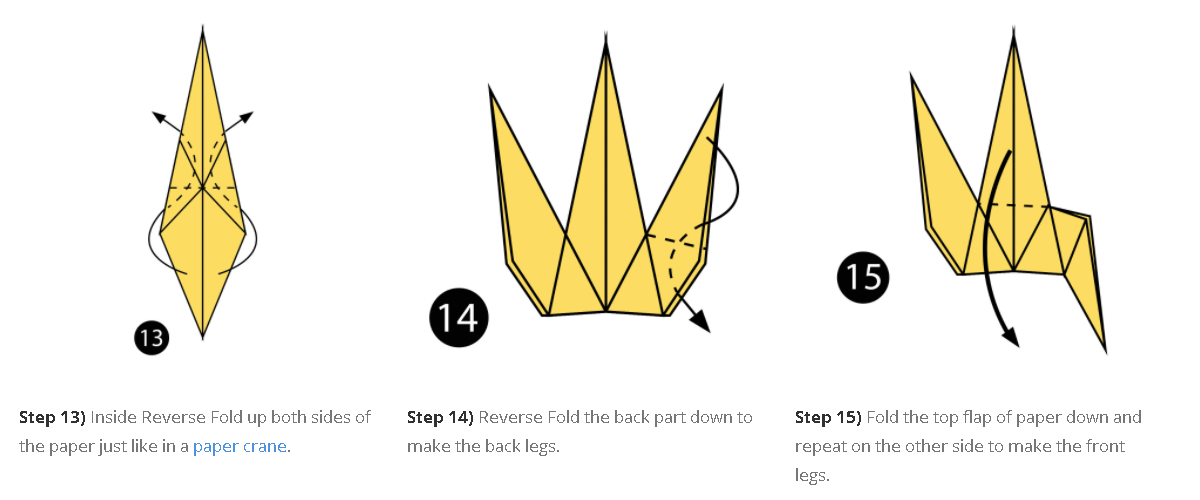 13
14
15
Step 13) Inside Reverse Fold up both sides of
the paper just like in a paper crane.
Step 14) Reverse Fold the back part down to
make the back legs.
Step 15) Fold the top flap of paper down and
repeat on the other side to make the front
legs.